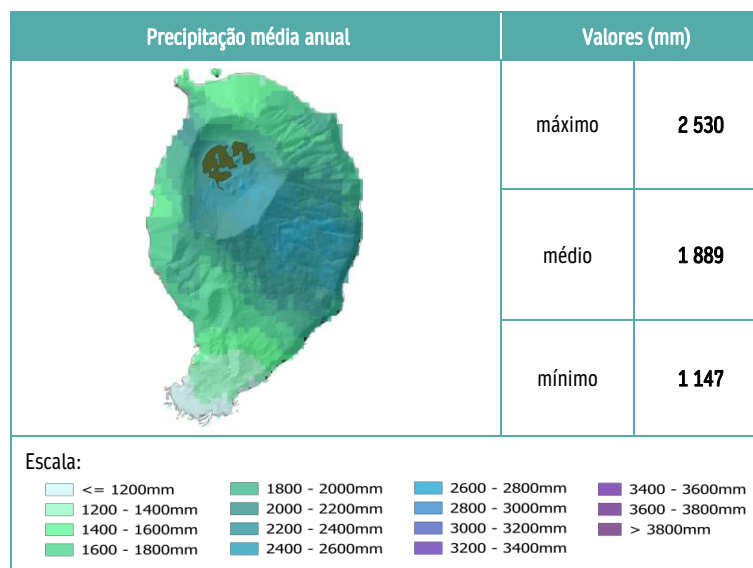 Precipitação média anual
Valores (mm)
máximo
2 530
médio
1 889
mínimo
1 147
Escala:
<= 1200mm
1200 - 1400mm
1400 - 1600mm
1600 - 1800mm
1800 - 2000mm
2000 - 2200mm
2200 - 2400mm
2400 - 2600mm
2600 - 2800mm
2800 - 3000mm
3000 - 3200mm
3200 - 3400mm
3400 - 3600mm
3600 - 3800mm
> 3800mm